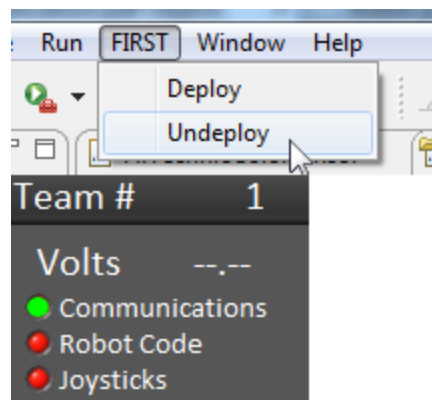 Run FIRST Window Help
Deploy
Undeploy
Team # 1
Volts --.--
Communications
Robot Code
Joysticks